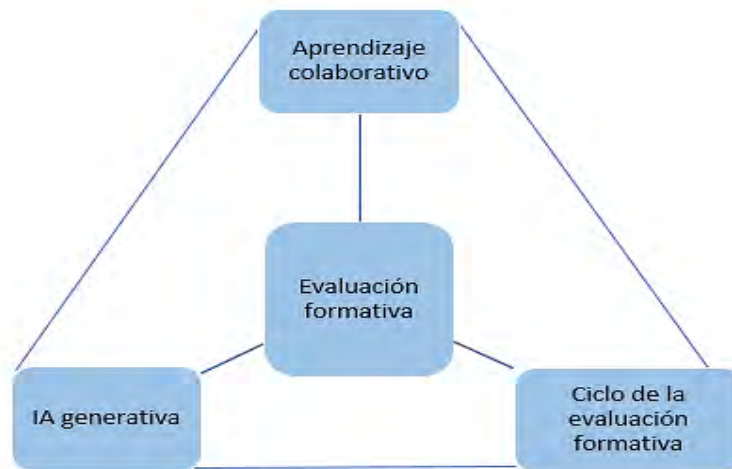 Aprendizaje
colaborativo
Evaluación
formativa
IA generativa
Ciclo de la
evaluación
formativa